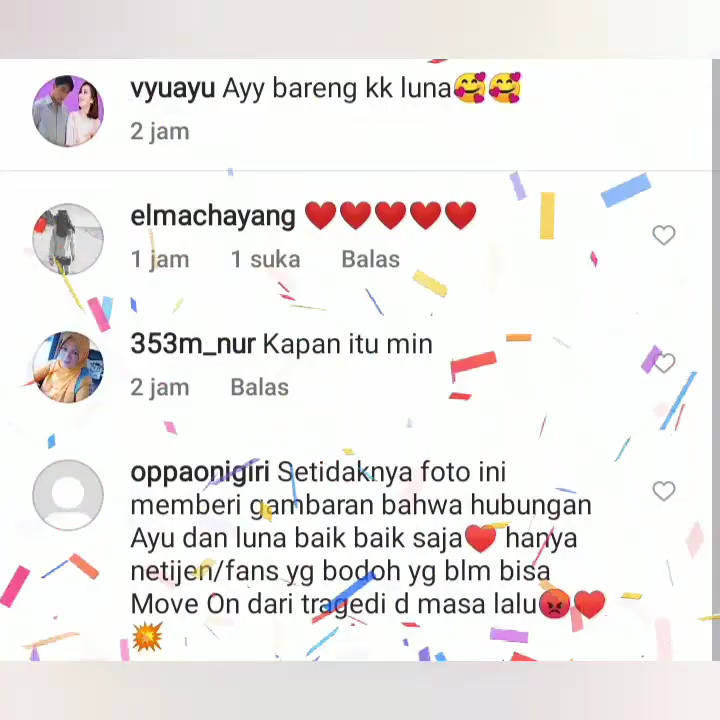 vyuayu Ayy bareng kk luna🥰🥰
2 jam
elmachayang ❤️❤️❤️❤️❤️
1 jam 1 suka Balas
353m_nur Kapan itu min
2 jam Balas
oppaonigiri Setidaknya foto ini
memberi gambaran bahwa hubungan
Ayu dan luna baik baik saja❤️ hanya
netijen/fans yg bodoh yg blm bisa
Move On dari tragedi d masa lalu😡❤️
💥